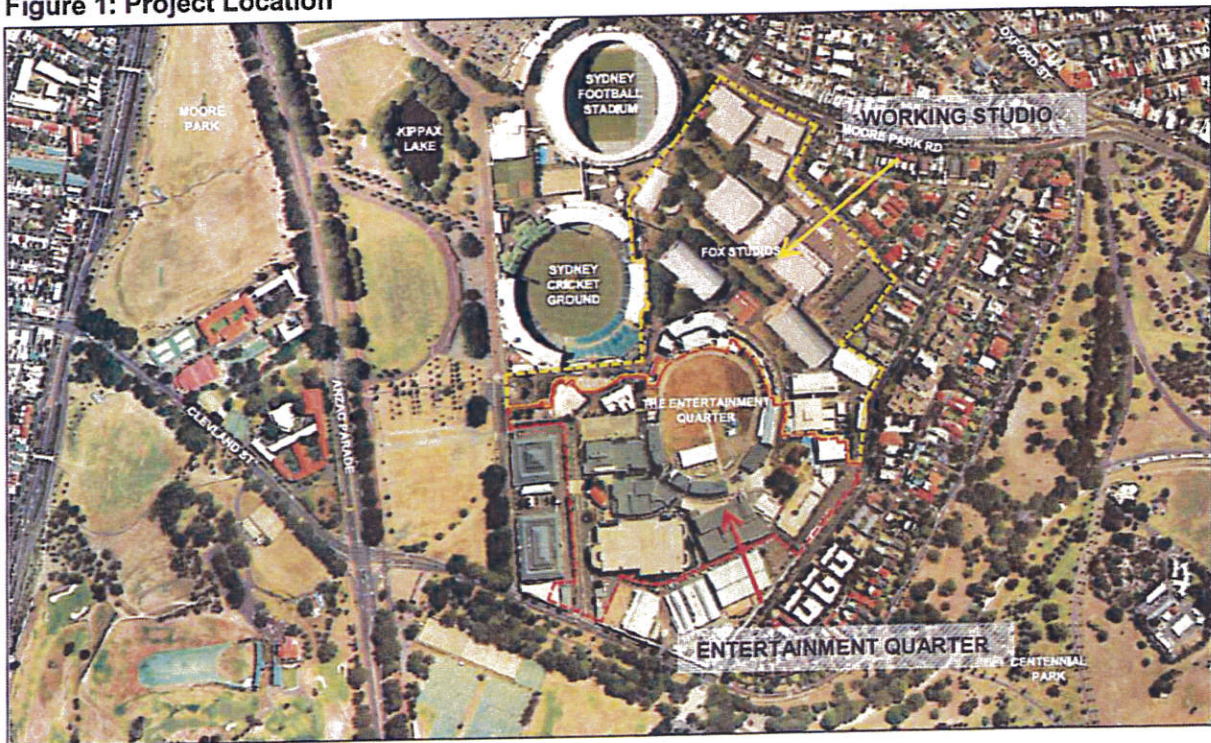 Figure 1: Project Location
OXFORD ST
SYDNEY
FOOTBALL
STADIUM
MOORE
PARK
KIPPAX
LAKE
WORKING STUDIO
MOORE PARK RD
FOX STUDIOS
SYDNEY
CRICKET
GROUND
THE ENTERTAINMENT
QUARTER
ANZAC PARADE
CLEVLAND ST
ENTERTAINMENT QUARTER
CENTENNIAL
PARK